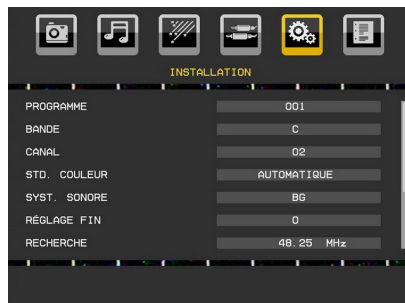 INSTALLATION
PROGRAMME 001
BANDE C
CANAL 02
STD. COULEUR AUTOMATIQUE
SYST. SONORE BG
RÉGLAGE FIN 0
RECHERCHE 48.25 MHz